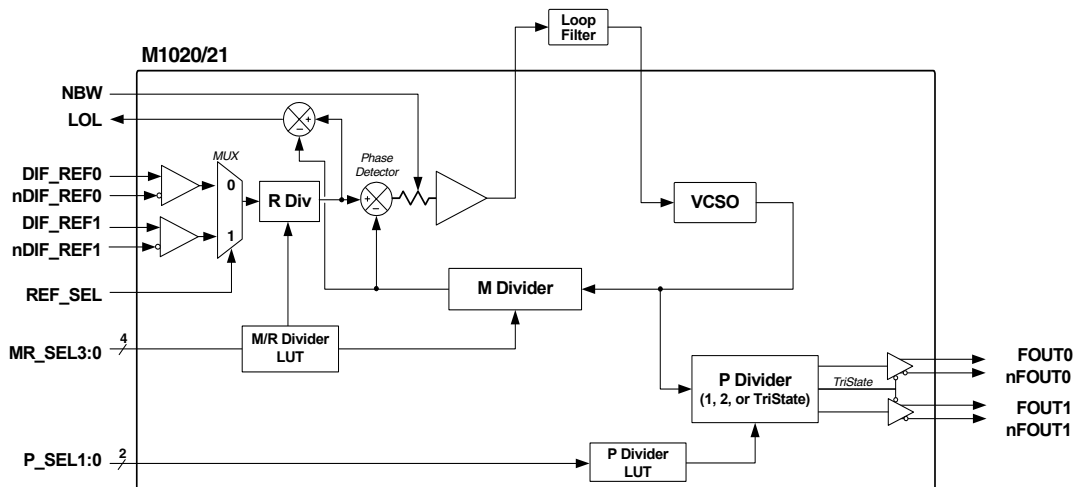 Loop
Filter
M1020/21
NBW
LOL
+
–
MUX
Phase
Detector
DIF_REF0
nDIF_REF0
0
R Div
+
–
VCSO
DIF_REF1
nDIF_REF1
1
REF_SEL
M Divider
MR_SEL3:0
4
M/R Divider
LUT
P Divider
(1, 2, or TriState)
TriState
FOUT0
nFOUT0
FOUT1
nFOUT1
P_SEL1:0
2
P Divider
LUT